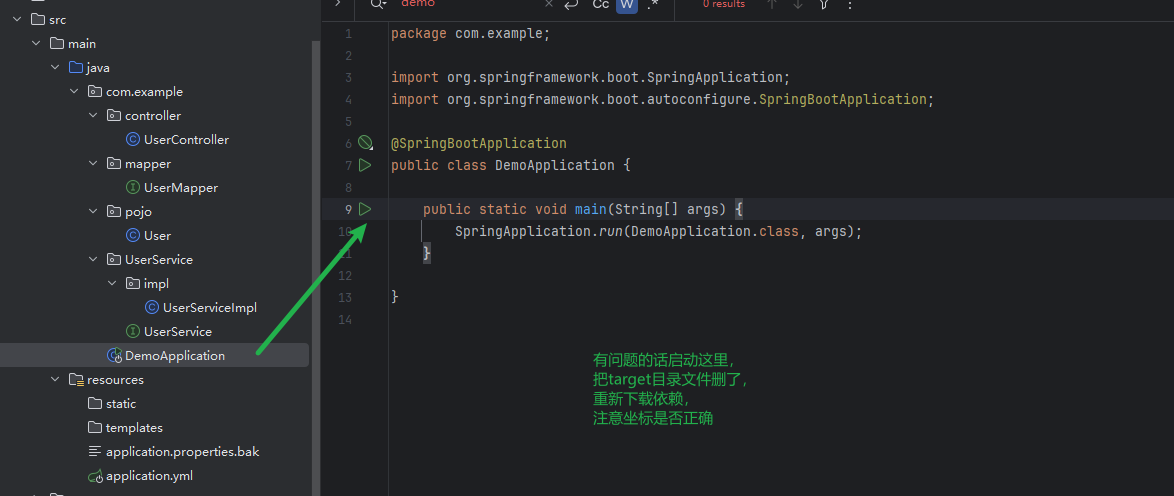 src
main
java
com.example
controller
UserController
mapper
UserMapper
pojo
User
UserService
impl
UserServiceImpl
UserService
DemoApplication
resources
static
templates
application.properties.bak
application.yml
demo
Cc
W
.*
0 results
1 package com.example;
2
3 import org.springframework.boot.SpringApplication;
4 import org.springframework.boot.autoconfigure.SpringBootApplication;
5
6 @SpringBootApplication
7 public class DemoApplication {
8
9 public static void main(String[] args) {
10 SpringApplication.run(DemoApplication.class, args);
11 }
12
13 }
14
有问题的话启动这里，
把target目录文件删了，
重新下载依赖，
注意坐标是否正确